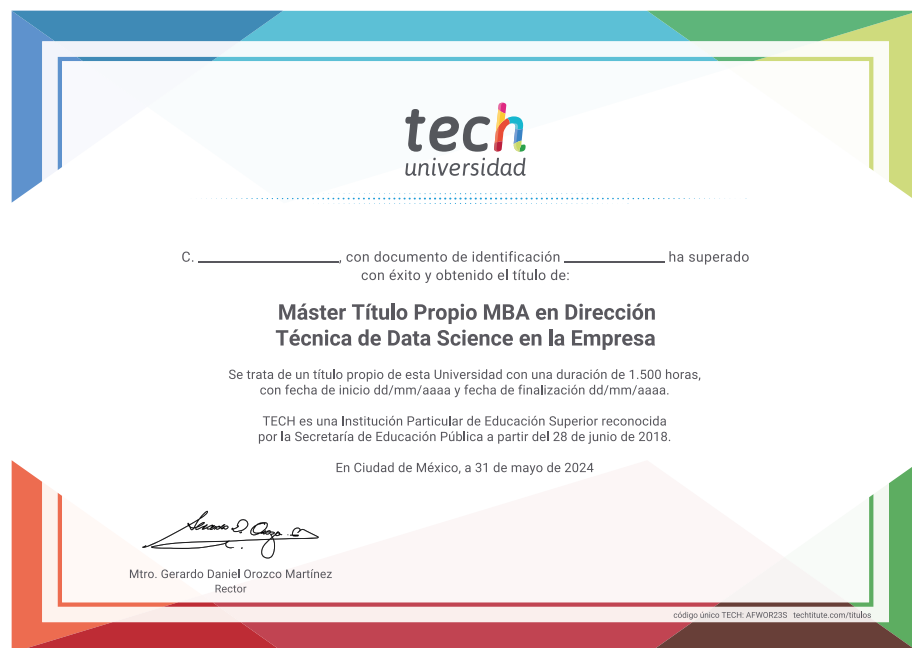 tech
universidad
C. ____________________, con documento de identificación ______________ ha superado
con éxito y obtenido el título de:
Máster Título Propio MBA en Dirección
Técnica de Data Science en la Empresa
Se trata de un título propio de esta Universidad con una duración de 1.500 horas,
con fecha de inicio dd/mm/aaaa y fecha de finalización dd/mm/aaaa.
TECH es una Institución Particular de Educación Superior reconocida
por la Secretaría de Educación Pública a partir del 28 de junio de 2018.
En Ciudad de México, a 31 de mayo de 2024
Mtro. Gerardo Daniel Orozco Martínez
Rector
código único TECH: AFWOR23S techtitute.com/titulos